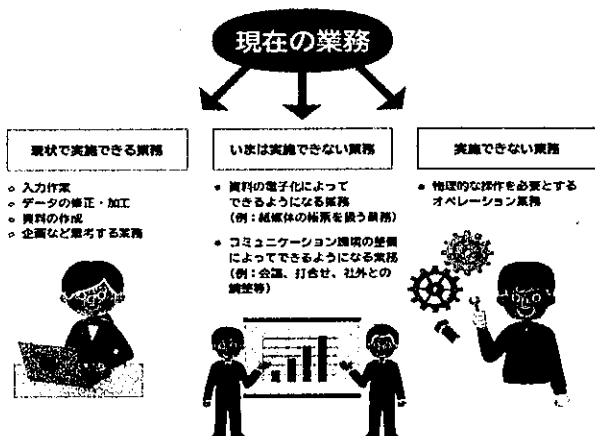 現在の業務
現状で実施できる業務
入力作業
データの修正・加工
資料の作成
企画など思考する業務
いまは実施できない業務
資料の電子化によって
できるようになる業務
(例:紙媒体の帳票を扱う業務)
コミュニケーション環境の整備
によってできるようになる業務
(例:会議、打合せ、社外との
調整等)
実施できない業務
物理的な操作を必要とする
オペレーション業務